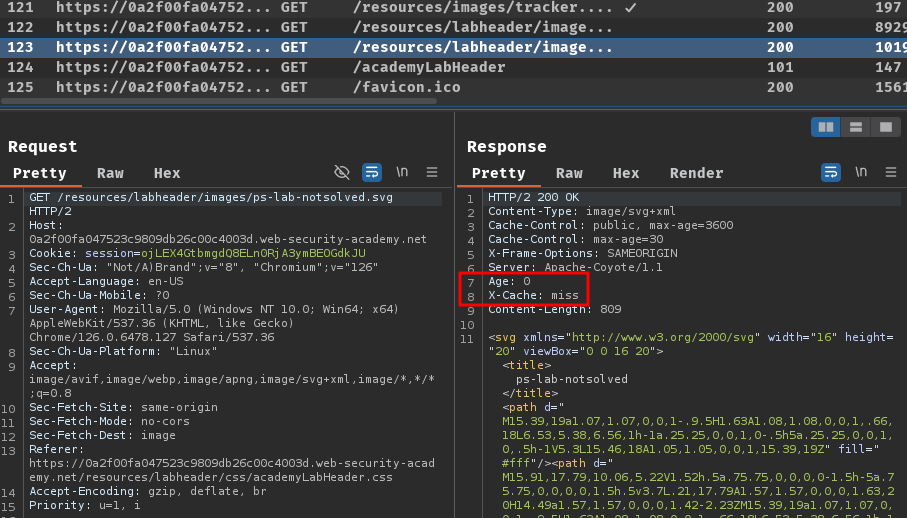 121 https://0a2f00fa04752... GET /resources/images/tracker.... ✓ 200 197
122 https://0a2f00fa04752... GET /resources/labheader/image... 200 8929
123 https://0a2f00fa04752... GET /resources/labheader/image... 200 1019
124 https://0a2f00fa04752... GET /academyLabHeader 101 147
125 https://0a2f00fa04752... GET /favicon.ico 200 1561
Request
Pretty Raw Hex \n
1 GET /resources/labheader/images/ps-lab-notsolved.svg
HTTP/2
2 Host:
0a2f00fa047523c9809db26c00c4003d.web-security-academy.net
3 Cookie: session=ojLEX4GtbmgdQ8ELn0RjA3ymBEOGdkJU
4 Sec-Ch-Ua: "Not/A)Brand";v="8", "Chromium";v="126"
5 Accept-Language: en-US
6 Sec-Ch-Ua-Mobile: ?0
7 User-Agent: Mozilla/5.0 (Windows NT 10.0; Win64; x64)
AppleWebKit/537.36 (KHTML, like Gecko)
Chrome/126.0.6478.127 Safari/537.36
8 Sec-Ch-Ua-Platform: "Linux"
9 Accept:
image/avif,image/webp,image/apng,image/svg+xml,image/*,*/*
;q=0.8
10 Sec-Fetch-Site: same-origin
11 Sec-Fetch-Mode: no-cors
12 Sec-Fetch-Dest: image
13 Referer:
https://0a2f00fa047523c9809db26c00c4003d.web-security-acad
emy.net/resources/labheader/css/academyLabHeader.css
14 Accept-Encoding: gzip, deflate, br
15 Priority: u=1, i
Response
Pretty Raw Hex Render \n
1 HTTP/2 200 OK
2 Content-Type: image/svg+xml
3 Cache-Control: public, max-age=3600
4 Cache-Control: max-age=30
5 X-Frame-Options: SAMEORIGIN
6 Server: Apache-Coyote/1.1
7 Age: 0
8 X-Cache: miss
9 Content-Length: 809
10
11 <svg xmlns="http://www.w3.org/2000/svg" width="16" height=
"20" viewBox="0 0 16 20">
<title>
ps-lab-notsolved
</title>
<path d="
M15.39,19a1.07,1.07,0,0,1-.9.5H1.63A1.08,1.08,0,0,1,.66,
18L6.53,5.38,6.56,1h-1a.25.25,0,0,1,0-.5h5a.25.25,0,0,1,
0,.5h-1V5.3L15.46,18A1.05,1.05,0,0,1,15.39,19Z" fill="
#fff"/><path d="
M15.91,17.79,10.06,5.22V1.52h.5a.75.75,0,0,0,0-1.5h-5a.7
5.75,0,0,0,0,1.5h.5v3.7L.21,17.79A1.57,1.57,0,0,0,1.63,2
0H14.49a1.57,1.57,0,0,0,1.42-2.23ZM15.39,19a1.07,1.07,0,